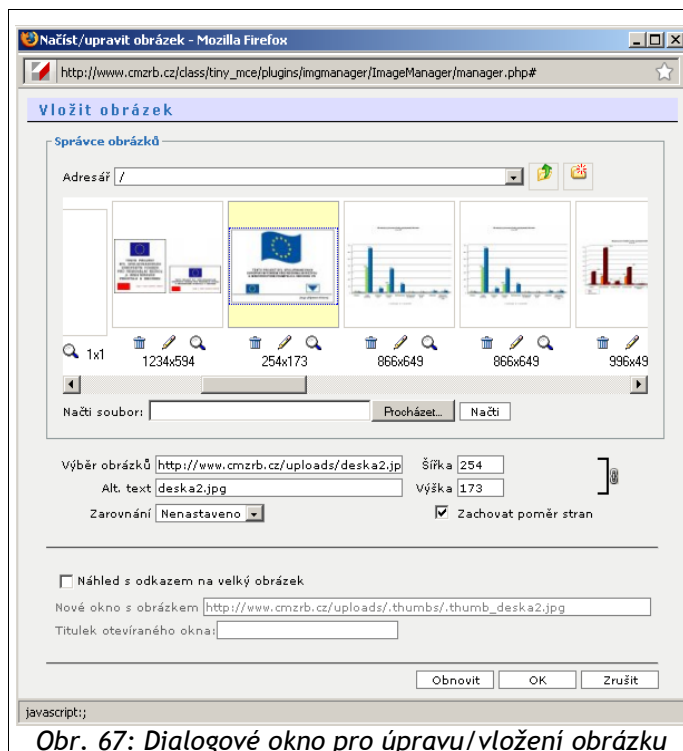 Načíst/upravit obrázek - Mozilla Firefox
http://www.cmzrb.cz/class/tiny_mce/plugins/imgmanager/ImageManager/manager.php#
Vložit obrázek
Správce obrázků
Adresář /
1x1 1234x594 254x173 866x649 866x649 996x49
Načti soubor: Procházet... Načti
Výběr obrázků http://www.cmzrb.cz/uploads/deska2.jp Šířka 254
Alt. text deska2.jpg Výška 173
Zarovnání Nenastaveno Zachovat poměr stran
Náhled s odkazem na velký obrázek
Nové okno s obrázkem http://www.cmzrb.cz/uploads/.thumbs/.thumb_deska2.jpg
Titulek otevíraného okna:
Obnovit OK Zrušit
javascript:;
Obr. 67: Dialogové okno pro úpravu/vložení obrázku